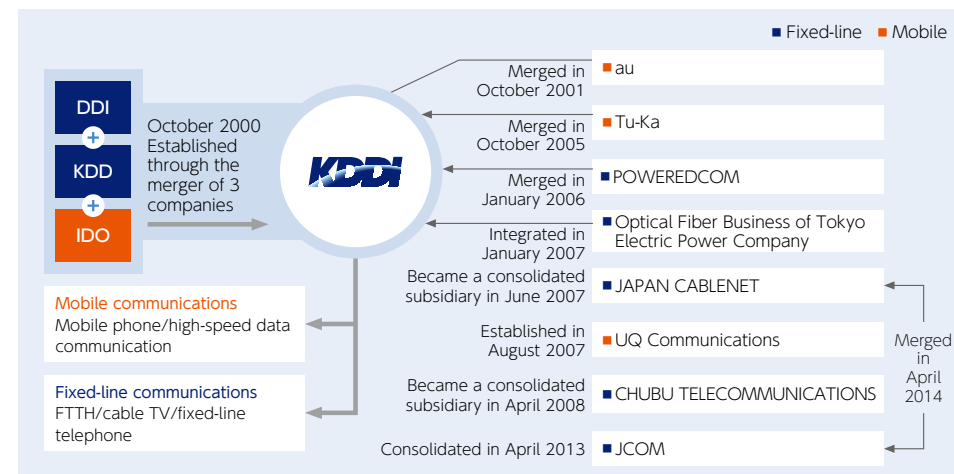 Fixed-line
Mobile
DDI
+
KDD
+
IDO
October 2000
Established
through the
merger of 3
companies
KDDI
Merged in
October 2001
au
Merged in
October 2005
Tu-Ka
Merged in
January 2006
POWEREDCOM
Integrated in
January 2007
Optical Fiber Business of Tokyo
Electric Power Company
Became a consolidated
subsidiary in June 2007
JAPAN CABLENET
Established in
August 2007
UQ Communications
Became a consolidated
subsidiary in April 2008
CHUBU TELECOMMUNICATIONS
Consolidated in April 2013
JCOM
Merged
in
April
2014
Mobile communications
Mobile phone/high-speed data
communication
Fixed-line communications
FTTH/cable TV/fixed-line
telephone